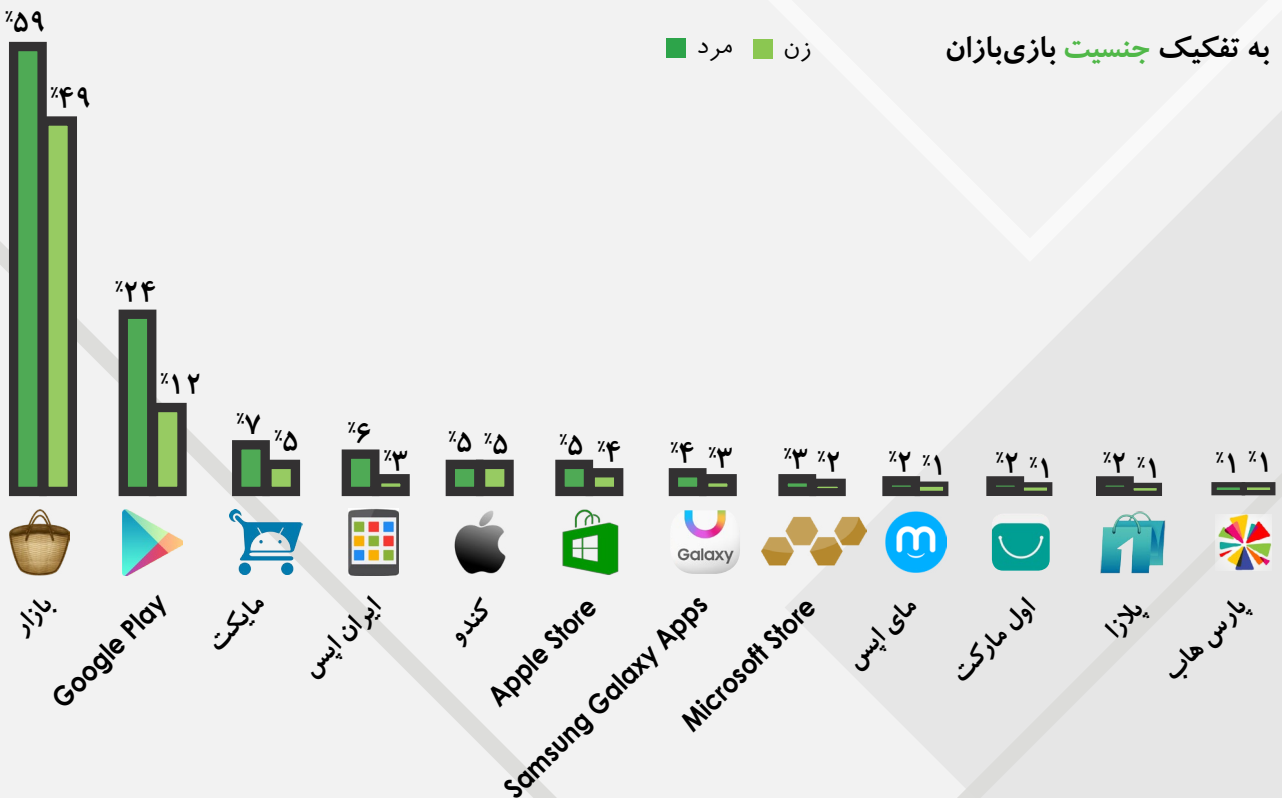 به تفکیک جنسیت بازی‌بازان
زن مرد
٪۵۹
٪۴۹
٪۲۴
٪۱۲
٪۷ ٪۵
٪۶ ٪۳
٪۵ ٪۵
٪۵ ٪۴
٪۴ ٪۳
٪۳ ٪۲
٪۲ ٪۱
٪۲ ٪۱
٪۲ ٪۱
٪۱ ٪۱
Galaxy
m
بازار
Google Play
مایکت
ایران اپس
کندو
Apple Store
Samsung Galaxy Apps
Microsoft Store
مای اپس
اول مارکت
پلازا
پارس هاب